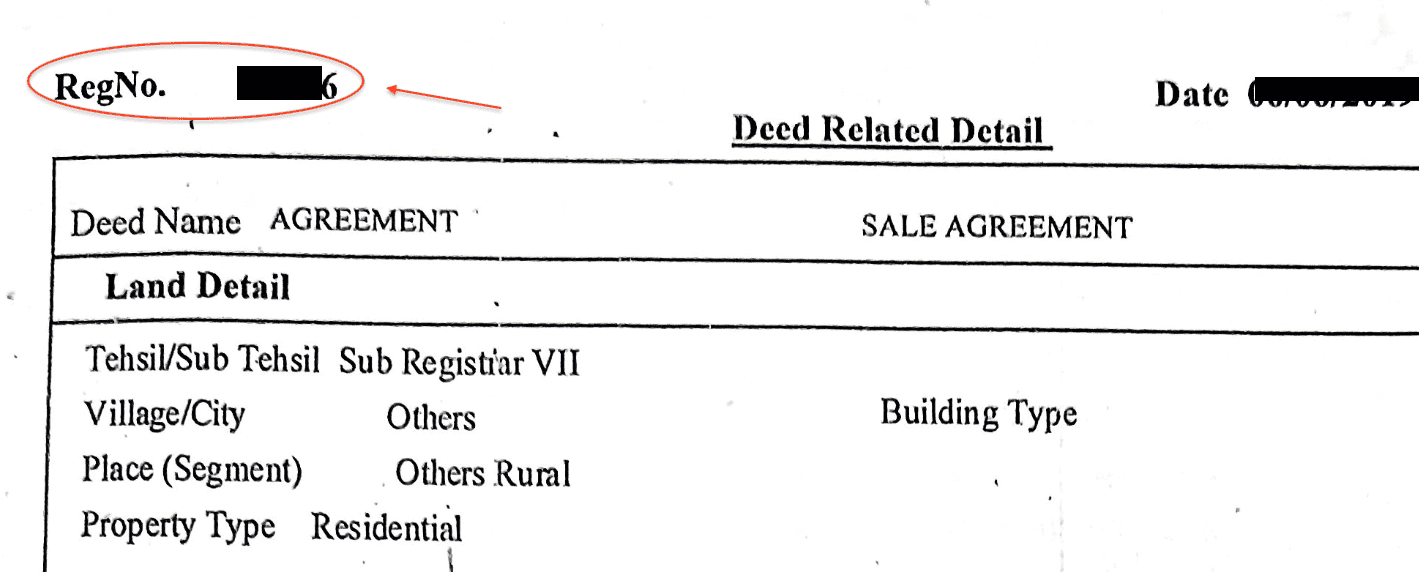 RegNo. 6 Date
Deed Related Detail
Deed Name AGREEMENT SALE AGREEMENT
Land Detail
Tehsil/Sub Tehsil Sub Registrar VII
Village/City Others Building Type
Place (Segment) Others Rural
Property Type Residential